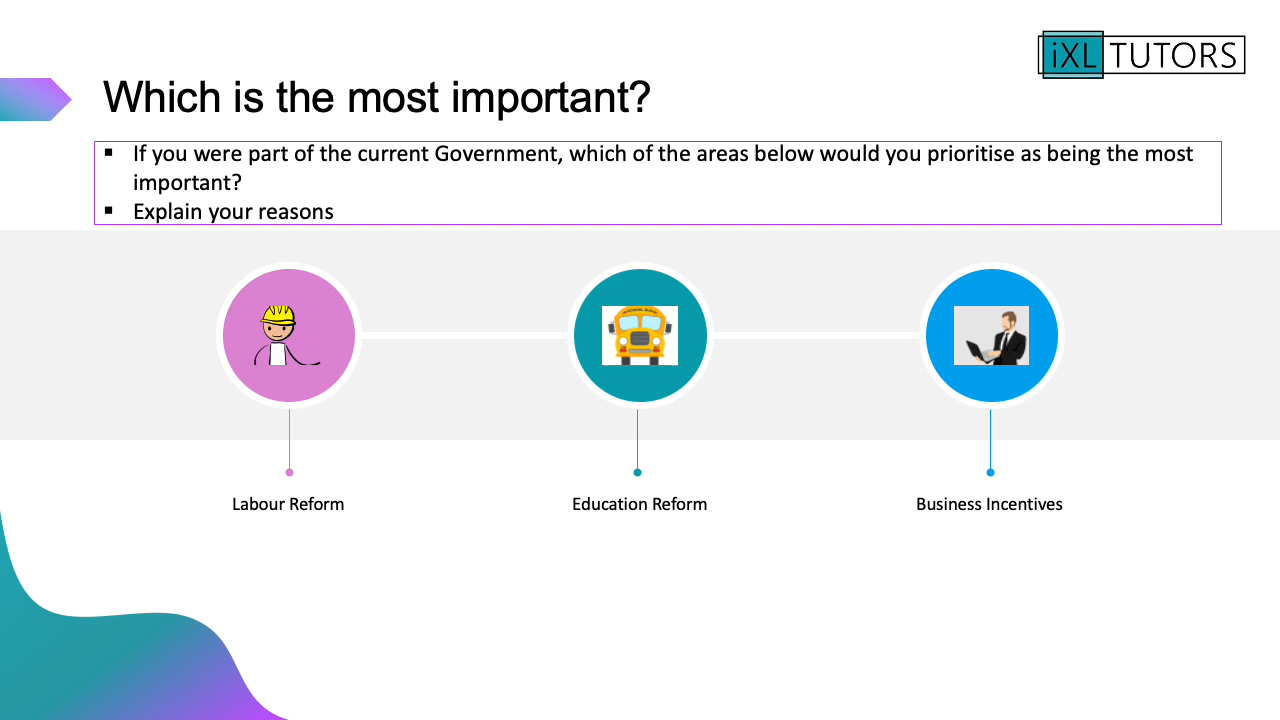 iXL TUTORS
Which is the most important?
▪ If you were part of the current Government, which of the areas below would you prioritise as being the most
important?
▪ Explain your reasons
Labour Reform
Education Reform
Business Incentives